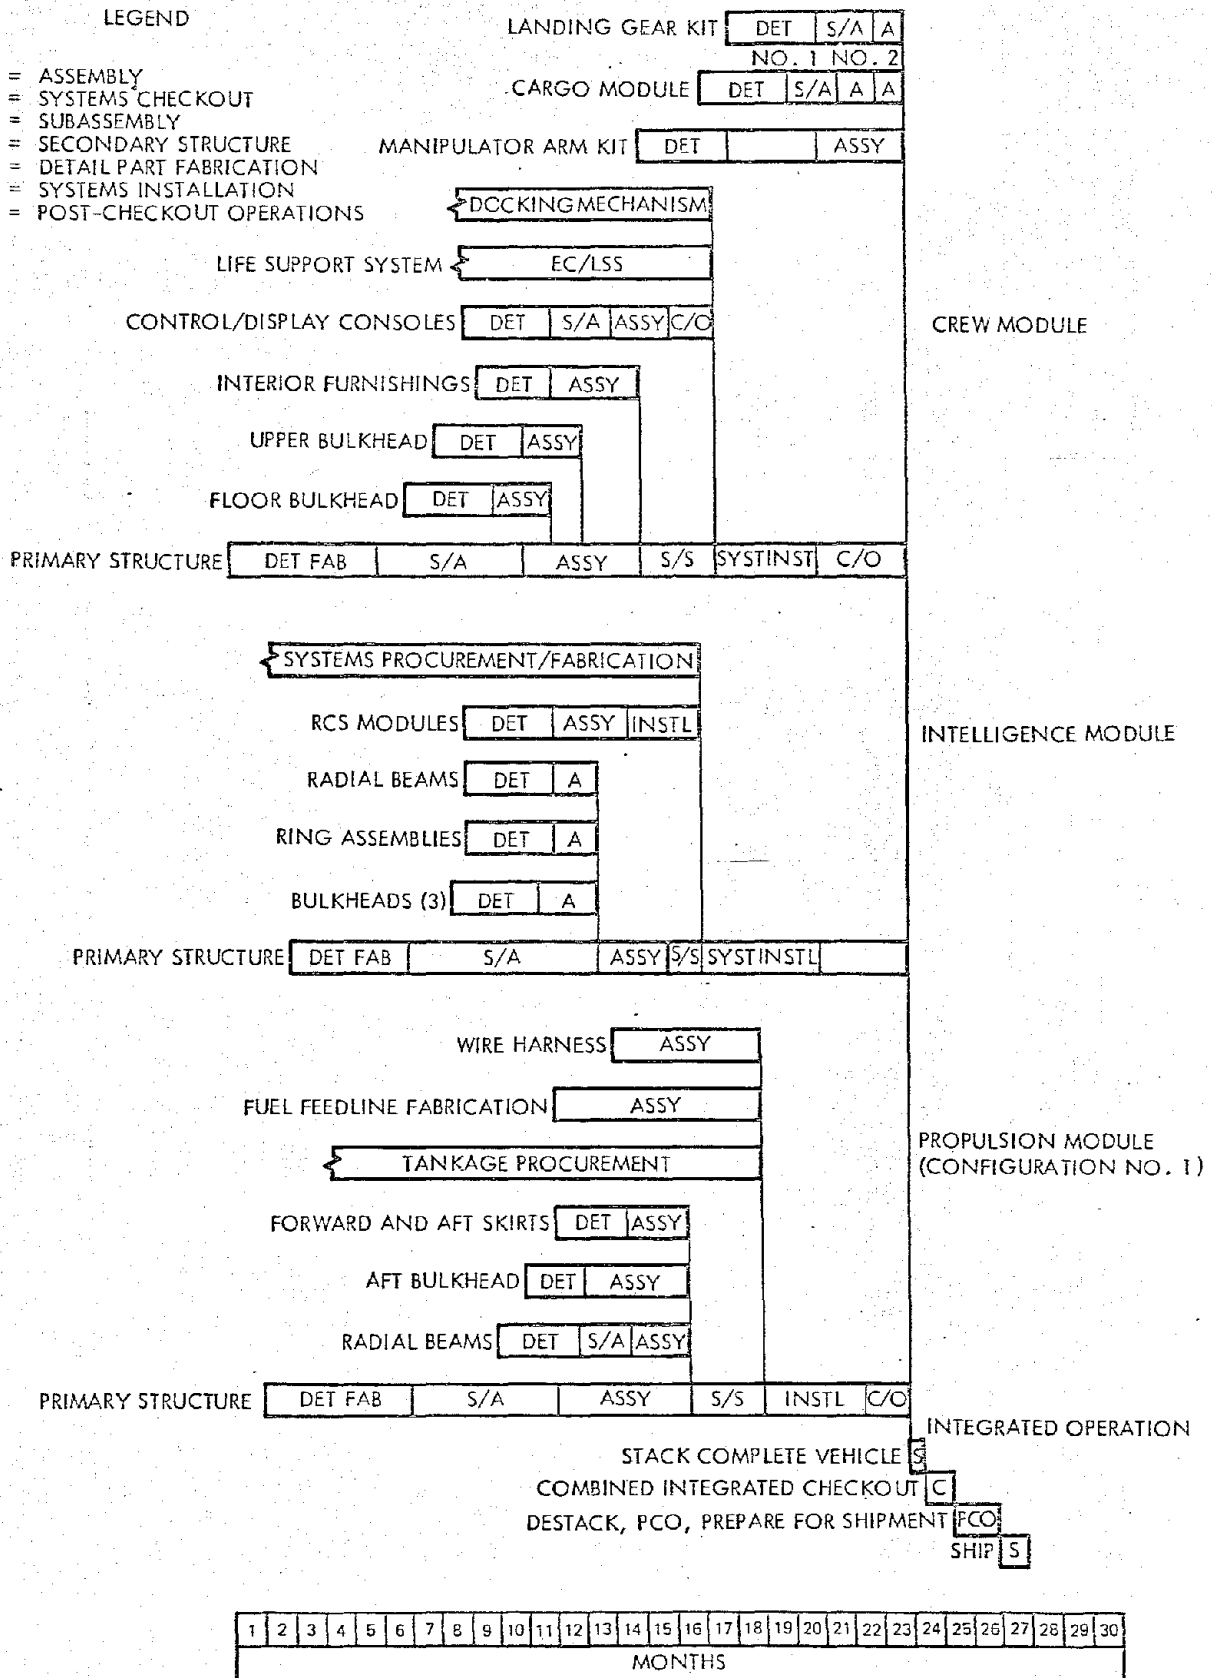 LEGEND
= ASSEMBLY
= SYSTEMS CHECKOUT
= SUBASSEMBLY
= SECONDARY STRUCTURE
= DETAIL PART FABRICATION
= SYSTEMS INSTALLATION
= POST-CHECKOUT OPERATIONS
LANDING GEAR KIT DET S/A A
NO. 1 NO. 2
CARGO MODULE DET S/A A A
MANIPULATOR ARM KIT DET ASSY
DOCKING MECHANISM
LIFE SUPPORT SYSTEM EC/LSS
CONTROL/DISPLAY CONSOLES DET S/A ASSY C/O
CREW MODULE
INTERIOR FURNISHINGS DET ASSY
UPPER BULKHEAD DET ASSY
FLOOR BULKHEAD DET ASSY
PRIMARY STRUCTURE DET FAB S/A ASSY S/S SYST INST C/O
SYSTEMS PROCUREMENT/FABRICATION
RCS MODULES DET ASSY INSTL
INTELLIGENCE MODULE
RADIAL BEAMS DET A
RING ASSEMBLIES DET A
BULKHEADS (3) DET A
PRIMARY STRUCTURE DET FAB S/A ASSY S/S SYST INSTL
WIRE HARNESS ASSY
FUEL FEEDLINE FABRICATION ASSY
TANKAGE PROCUREMENT
PROPULSION MODULE
(CONFIGURATION NO. 1)
FORWARD AND AFT SKIRTS DET ASSY
AFT BULKHEAD DET ASSY
RADIAL BEAMS DET S/A ASSY
PRIMARY STRUCTURE DET FAB S/A ASSY S/S INSTL C/O
INTEGRATED OPERATION
STACK COMPLETE VEHICLE S
COMBINED INTEGRATED CHECKOUT C
DESTACK, PCO, PREPARE FOR SHIPMENT PCO
SHIP S
1 2 3 4 5 6 7 8 9 10 11 12 13 14 15 16 17 18 19 20 21 22 23 24 25 26 27 28 29 30
MONTHS